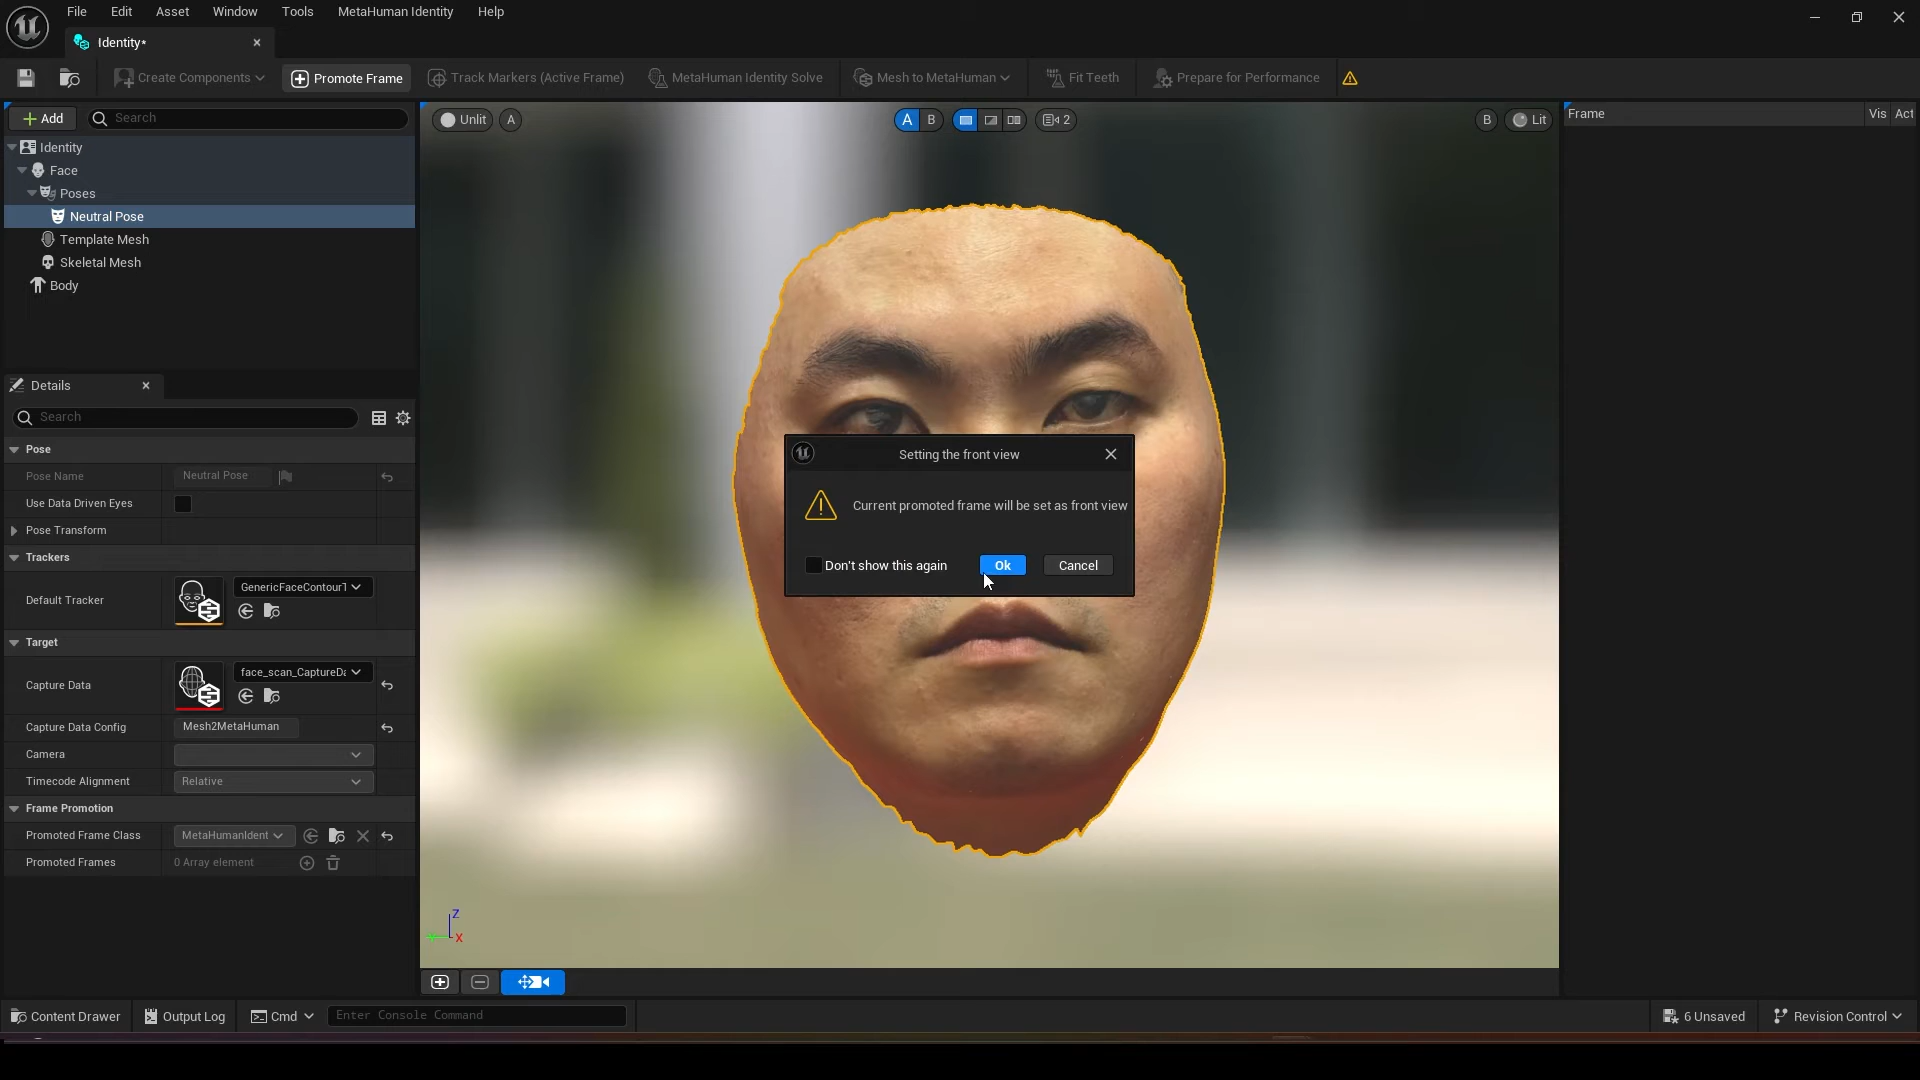 File Edit Asset Window Tools MetaHuman Identity Help
Identity*
Create Components Promote Frame Track Markers (Active Frame) MetaHuman Identity Solve Mesh to MetaHuman Fit Teeth Prepare for Performance
Add Search
Unlit A A B 2 B Lit
Frame Vis Act
Identity
Face
Poses
Neutral Pose
Template Mesh
Skeletal Mesh
Body
Details
Search
Pose
Pose Name Neutral Pose
Use Data Driven Eyes
Pose Transform
Trackers
Default Tracker GenericFaceContourT
Target
Capture Data face_scan_CaptureDa
Capture Data Config Mesh2MetaHuman
Camera
Timecode Alignment Relative
Frame Promotion
Promoted Frame Class MetaHumanIdent
Promoted Frames 0 Array element
Setting the front view
Current promoted frame will be set as front view
Don't show this again Ok Cancel
Z
X
Content Drawer Output Log Cmd Enter Console Command 6 Unsaved Revision Control